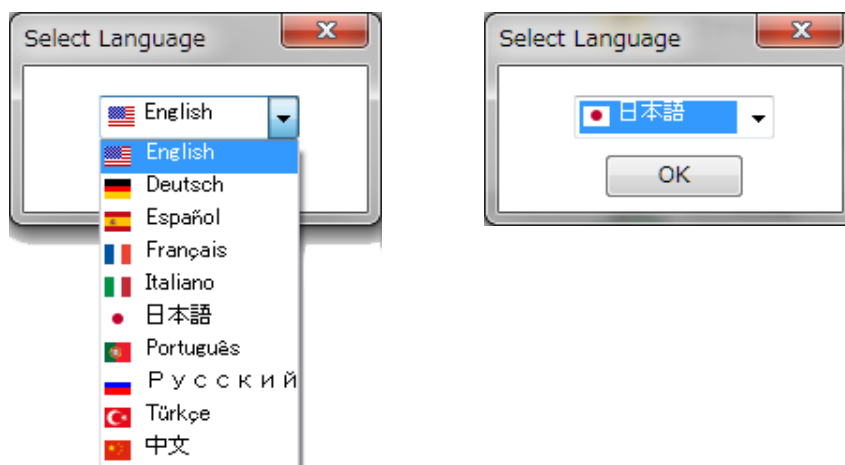 Select Language
English
English
Deutsch
Español
Français
Italiano
日本語
Português
Русский
Türkçe
中文
Select Language
日本語
OK